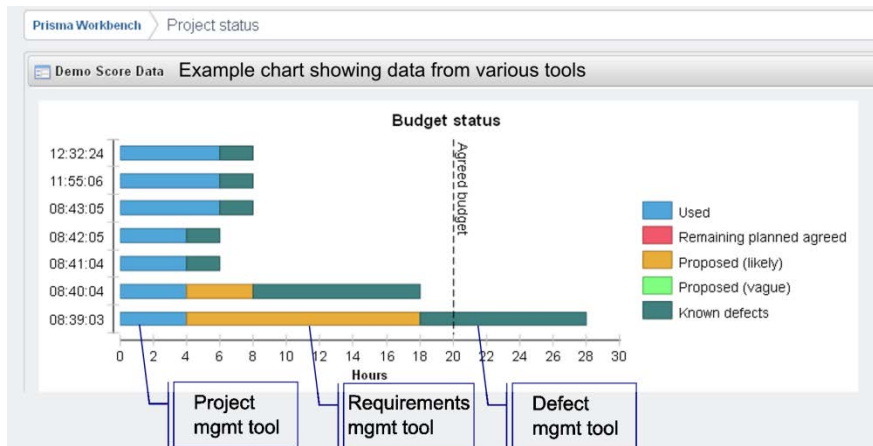 Prisma Workbench Project status
Demo Score Data Example chart showing data from various tools
Budget status
12:32:24
11:55:06
08:43:05
08:42:05
08:41:04
08:40:04
08:39:03
Agreed budget
Used
Remaining planned agreed
Proposed (likely)
Proposed (vague)
Known defects
0 2 4 6 8 10 12 14 16 18 20 22 24 26 28 30
Hours
Project
mgmt tool
Requirements
mgmt tool
Defect
mgmt tool